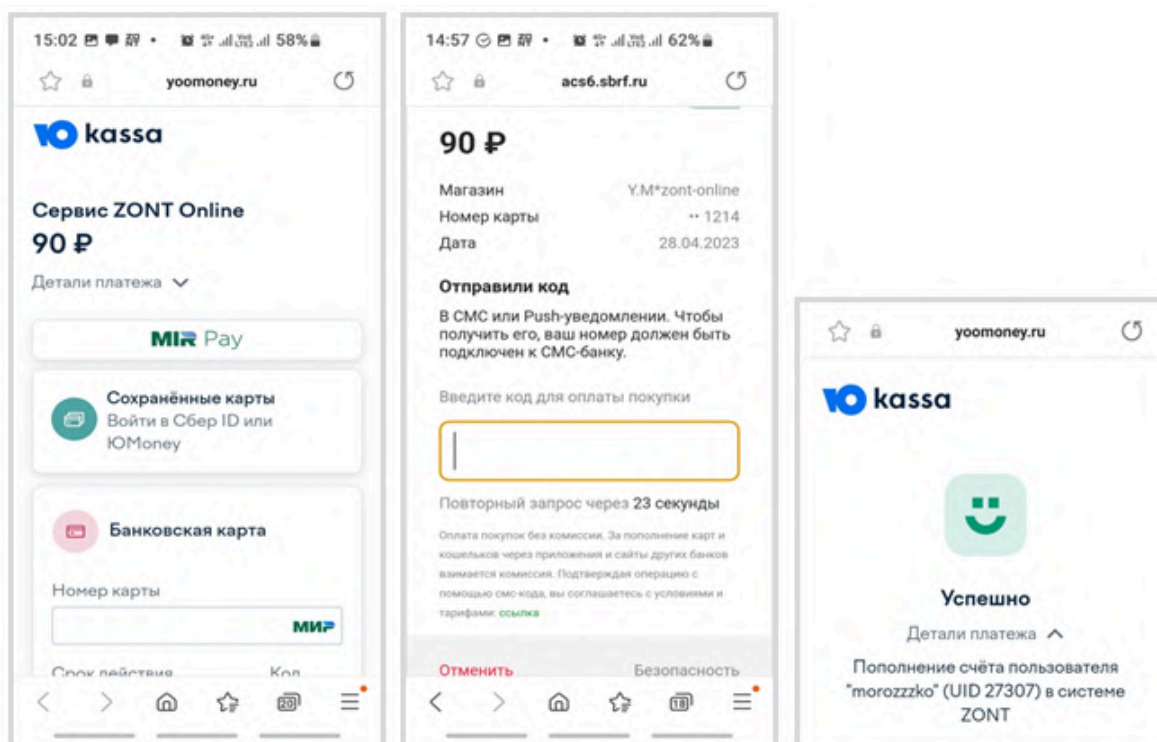 15:02 58%
yoomoney.ru
Ю kassa
Сервис ZONT Online
90 ₽
Детали платежа
MIR Pay
Сохранённые карты
Войти в Сбер ID или
ЮMoney
Банковская карта
Номер карты
МИР
Срок действия Код
20
14:57 62%
acs6.sbrf.ru
90 ₽
Магазин Y.M*zont-online
Номер карты •• 1214
Дата 28.04.2023
Отправили код
В СМС или Push-уведомлении. Чтобы
получить его, ваш номер должен быть
подключен к СМС-банку.
Введите код для оплаты покупки
Повторный запрос через 23 секунды
Оплата покупок без комиссии. За пополнение карт и
кошельков через приложения и сайты других банков
взимается комиссия. Подтверждая операцию с
помощью смс-кода, вы соглашаетесь с условиями и
тарифами: ссылка
Отменить Безопасность
18
yoomoney.ru
Ю kassa
Успешно
Детали платежа
Пополнение счёта пользователя
"morozzzko" (UID 27307) в системе
ZONT